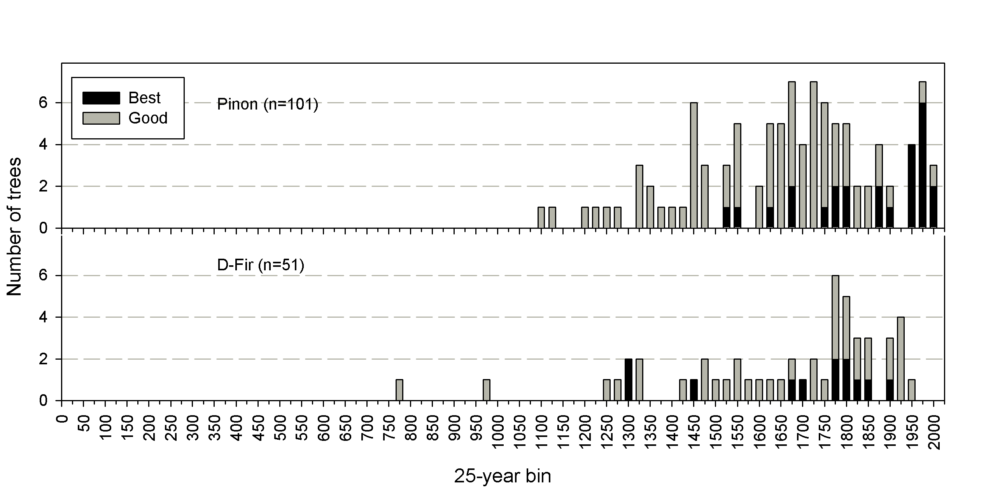 Best
Good
Pinon (n=101)
6
4
2
0
Number of trees
D-Fir (n=51)
6
4
2
0
0 50 100 150 200 250 300 350 400 450 500 550 600 650 700 750 800 850 900 950 1000 1050 1100 1150 1200 1250 1300 1350 1400 1450 1500 1550 1600 1650 1700 1750 1800 1850 1900 1950 2000
25-year bin